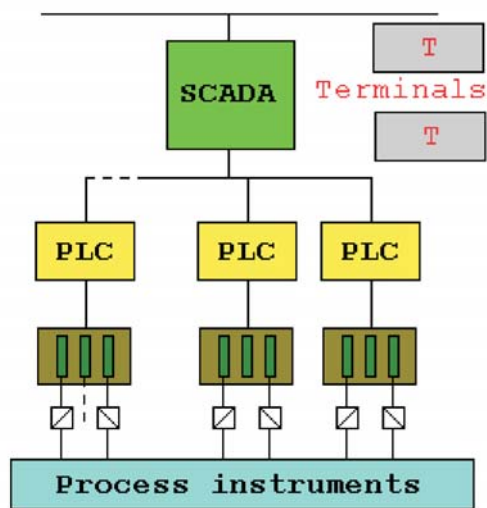 T
SCADA
Terminals
T
PLC PLC PLC
Process instruments